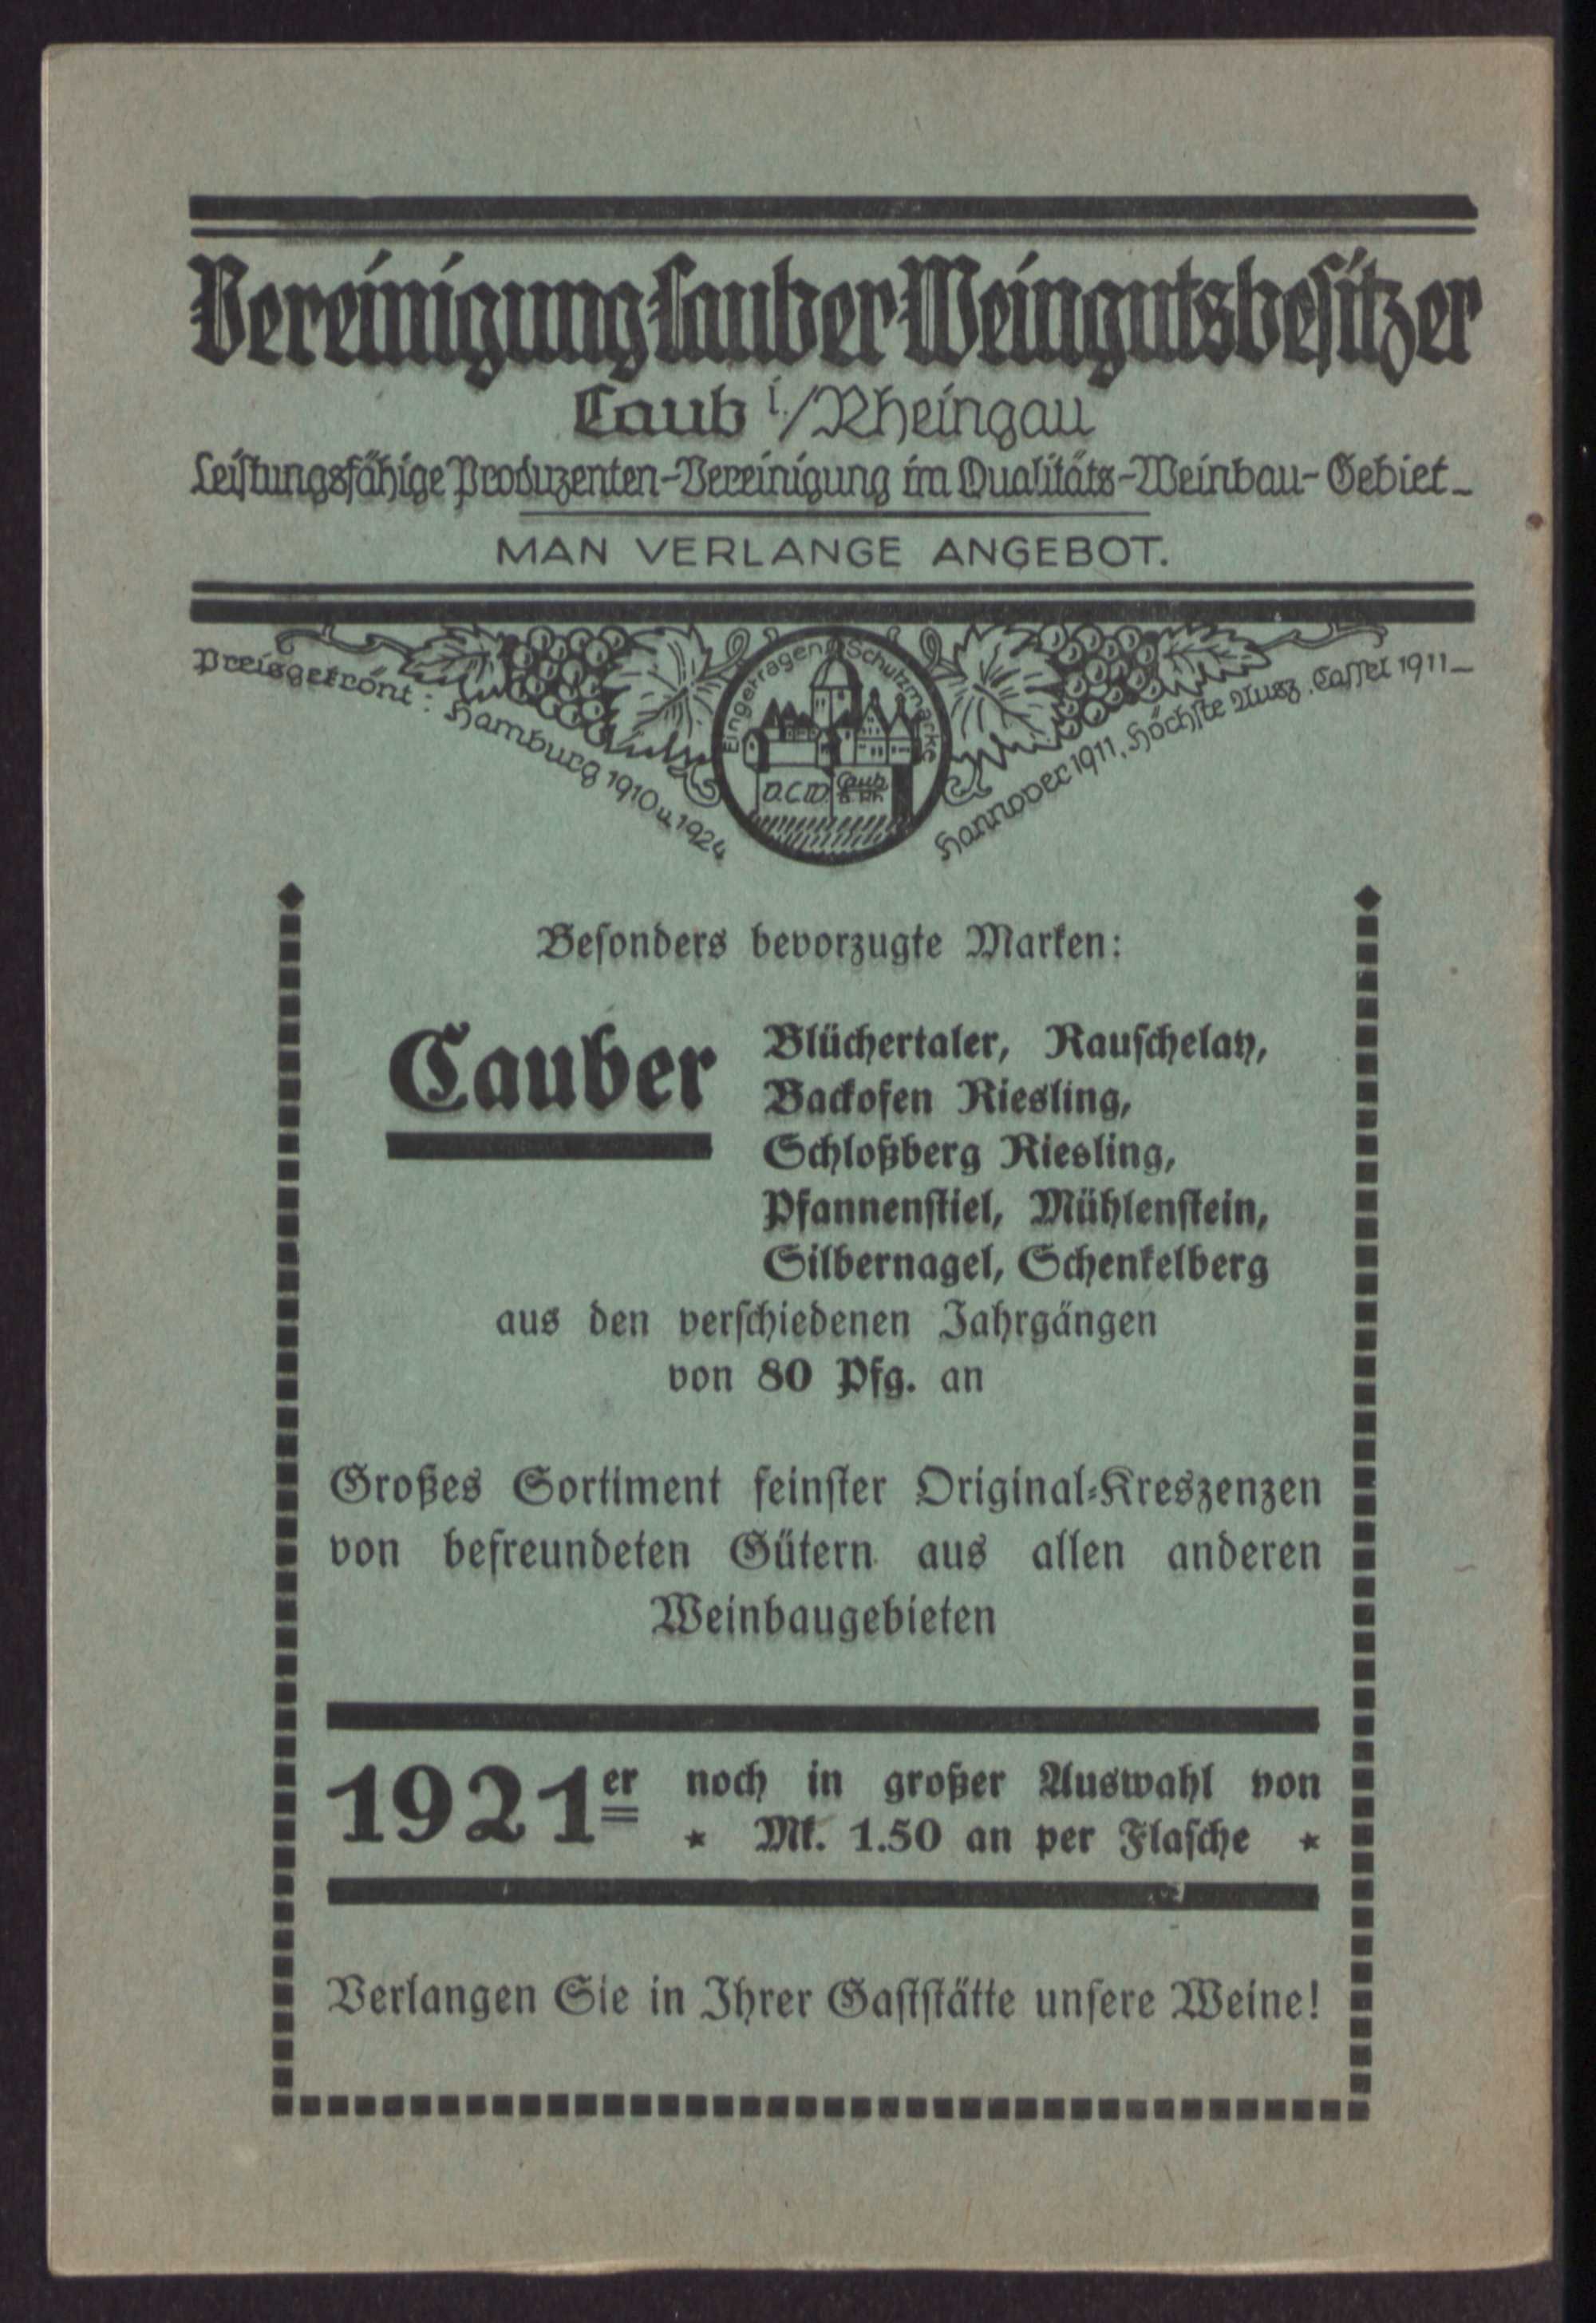 Vereinigung Cauber Weingutsbesitzer
Caub i./Rheingau
Leistungsfähige Produzenten-Vereinigung im Qualitäts-Weinbau-Gebiet_
MAN VERLANGE ANGEBOT.
Preisgekrönt: Hamburg 1910 u. 1924
Eingetragene Schutzmarke
V.C.W. Caub
Hannover 1911, Höchste Ausz. Cassel 1911_
Besonders bevorzugte Marken:
Cauber
Blüchertaler, Rauschelay,
Backofen Riesling,
Schloßberg Riesling,
Pfannenstiel, Mühlenstein,
Silbernagel, Schenkelberg
aus den verschiedenen Jahrgängen
von 80 Pfg. an
Großes Sortiment feinster Original-Kreszenzen
von befreundeten Gütern aus allen anderen
Weinbaugebieten
1921er noch in großer Auswahl von
* Mk. 1.50 an per Flasche *
Verlangen Sie in Ihrer Gaststätte unsere Weine!